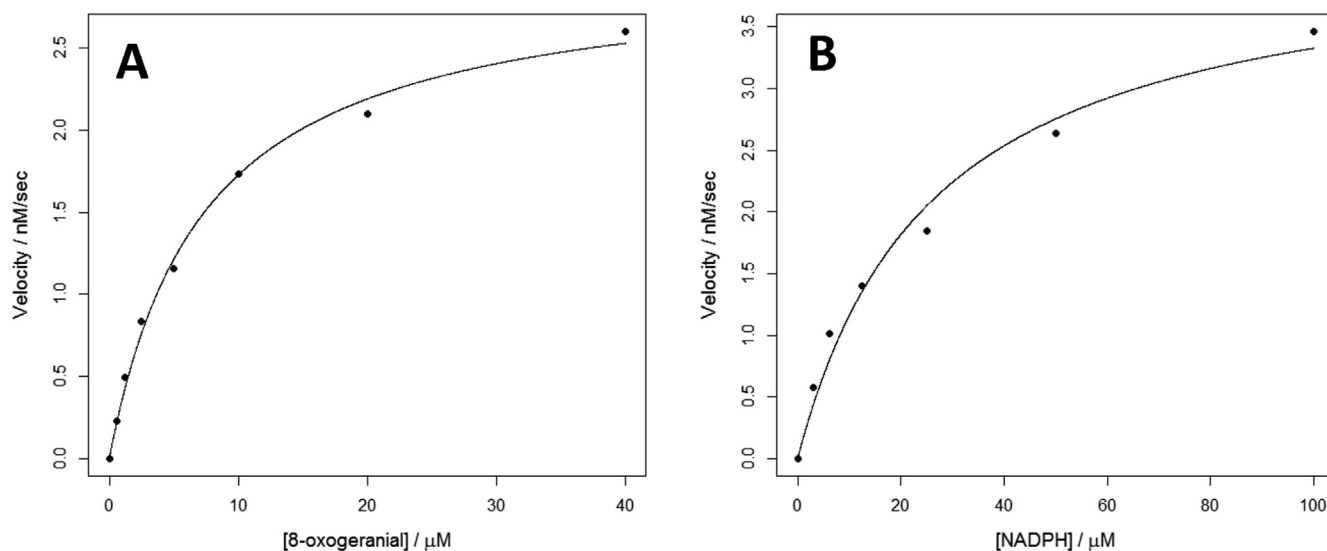 A
Velocity / nM/sec
2.5
2.0
1.5
1.0
0.5
0.0
0 10 20 30 40
[8-oxogeranial] / μM
B
Velocity / nM/sec
3.5
3.0
2.5
2.0
1.5
1.0
0.5
0.0
0 20 40 60 80 100
[NADPH] / μM